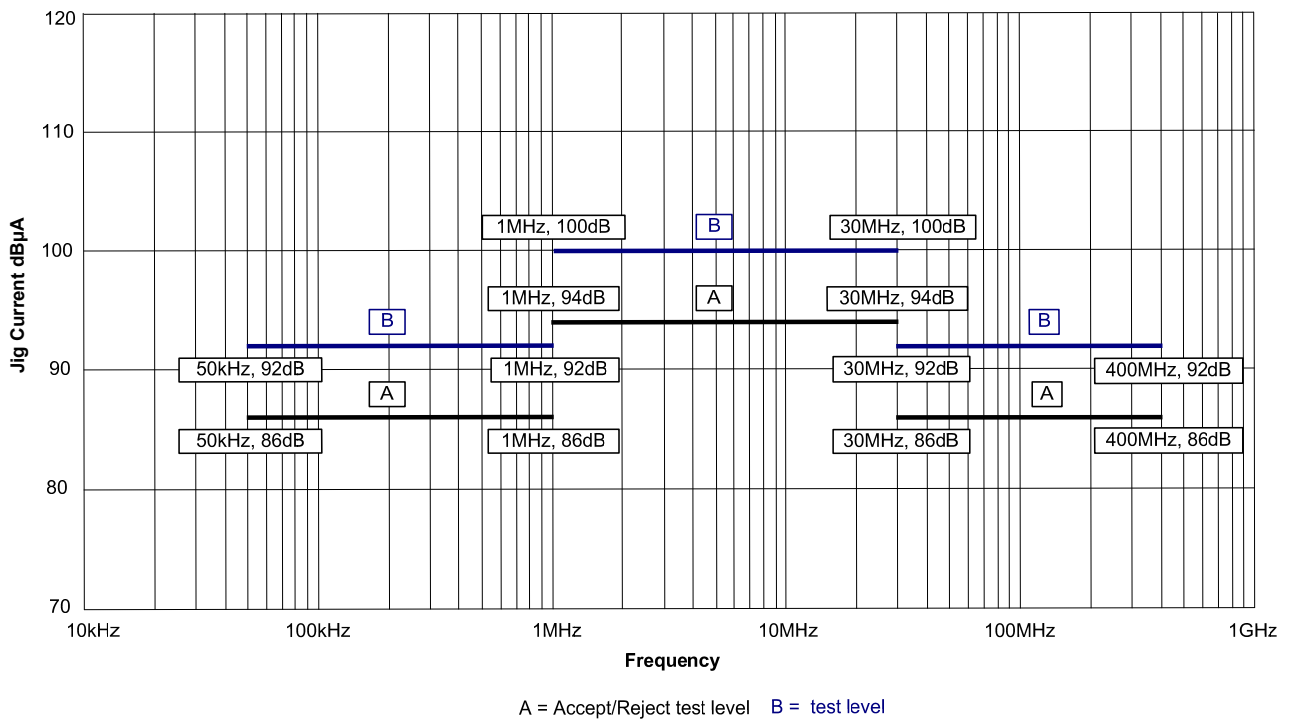 120
110
100
90
80
70
Jig Current dBµA
1MHz, 100dB
B
30MHz, 100dB
1MHz, 94dB
A
30MHz, 94dB
B
B
50kHz, 92dB
1MHz, 92dB
30MHz, 92dB
400MHz, 92dB
A
A
50kHz, 86dB
1MHz, 86dB
30MHz, 86dB
400MHz, 86dB
10kHz
100kHz
1MHz
10MHz
100MHz
1GHz
Frequency
A = Accept/Reject test level B = test level